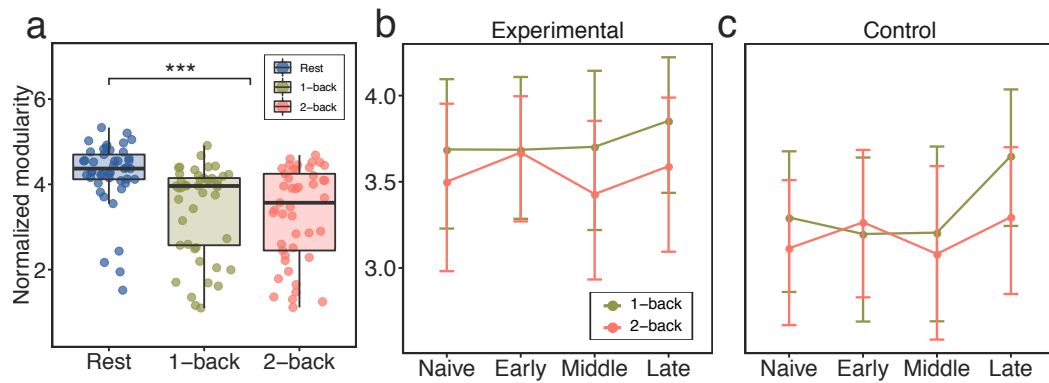 a
Normalized modularity
6
4
2
***
Rest
1-back
2-back
Rest
1-back
2-back
b
Experimental
4.0
3.5
3.0
1-back
2-back
Naive
Early
Middle
Late
c
Control
Naive
Early
Middle
Late